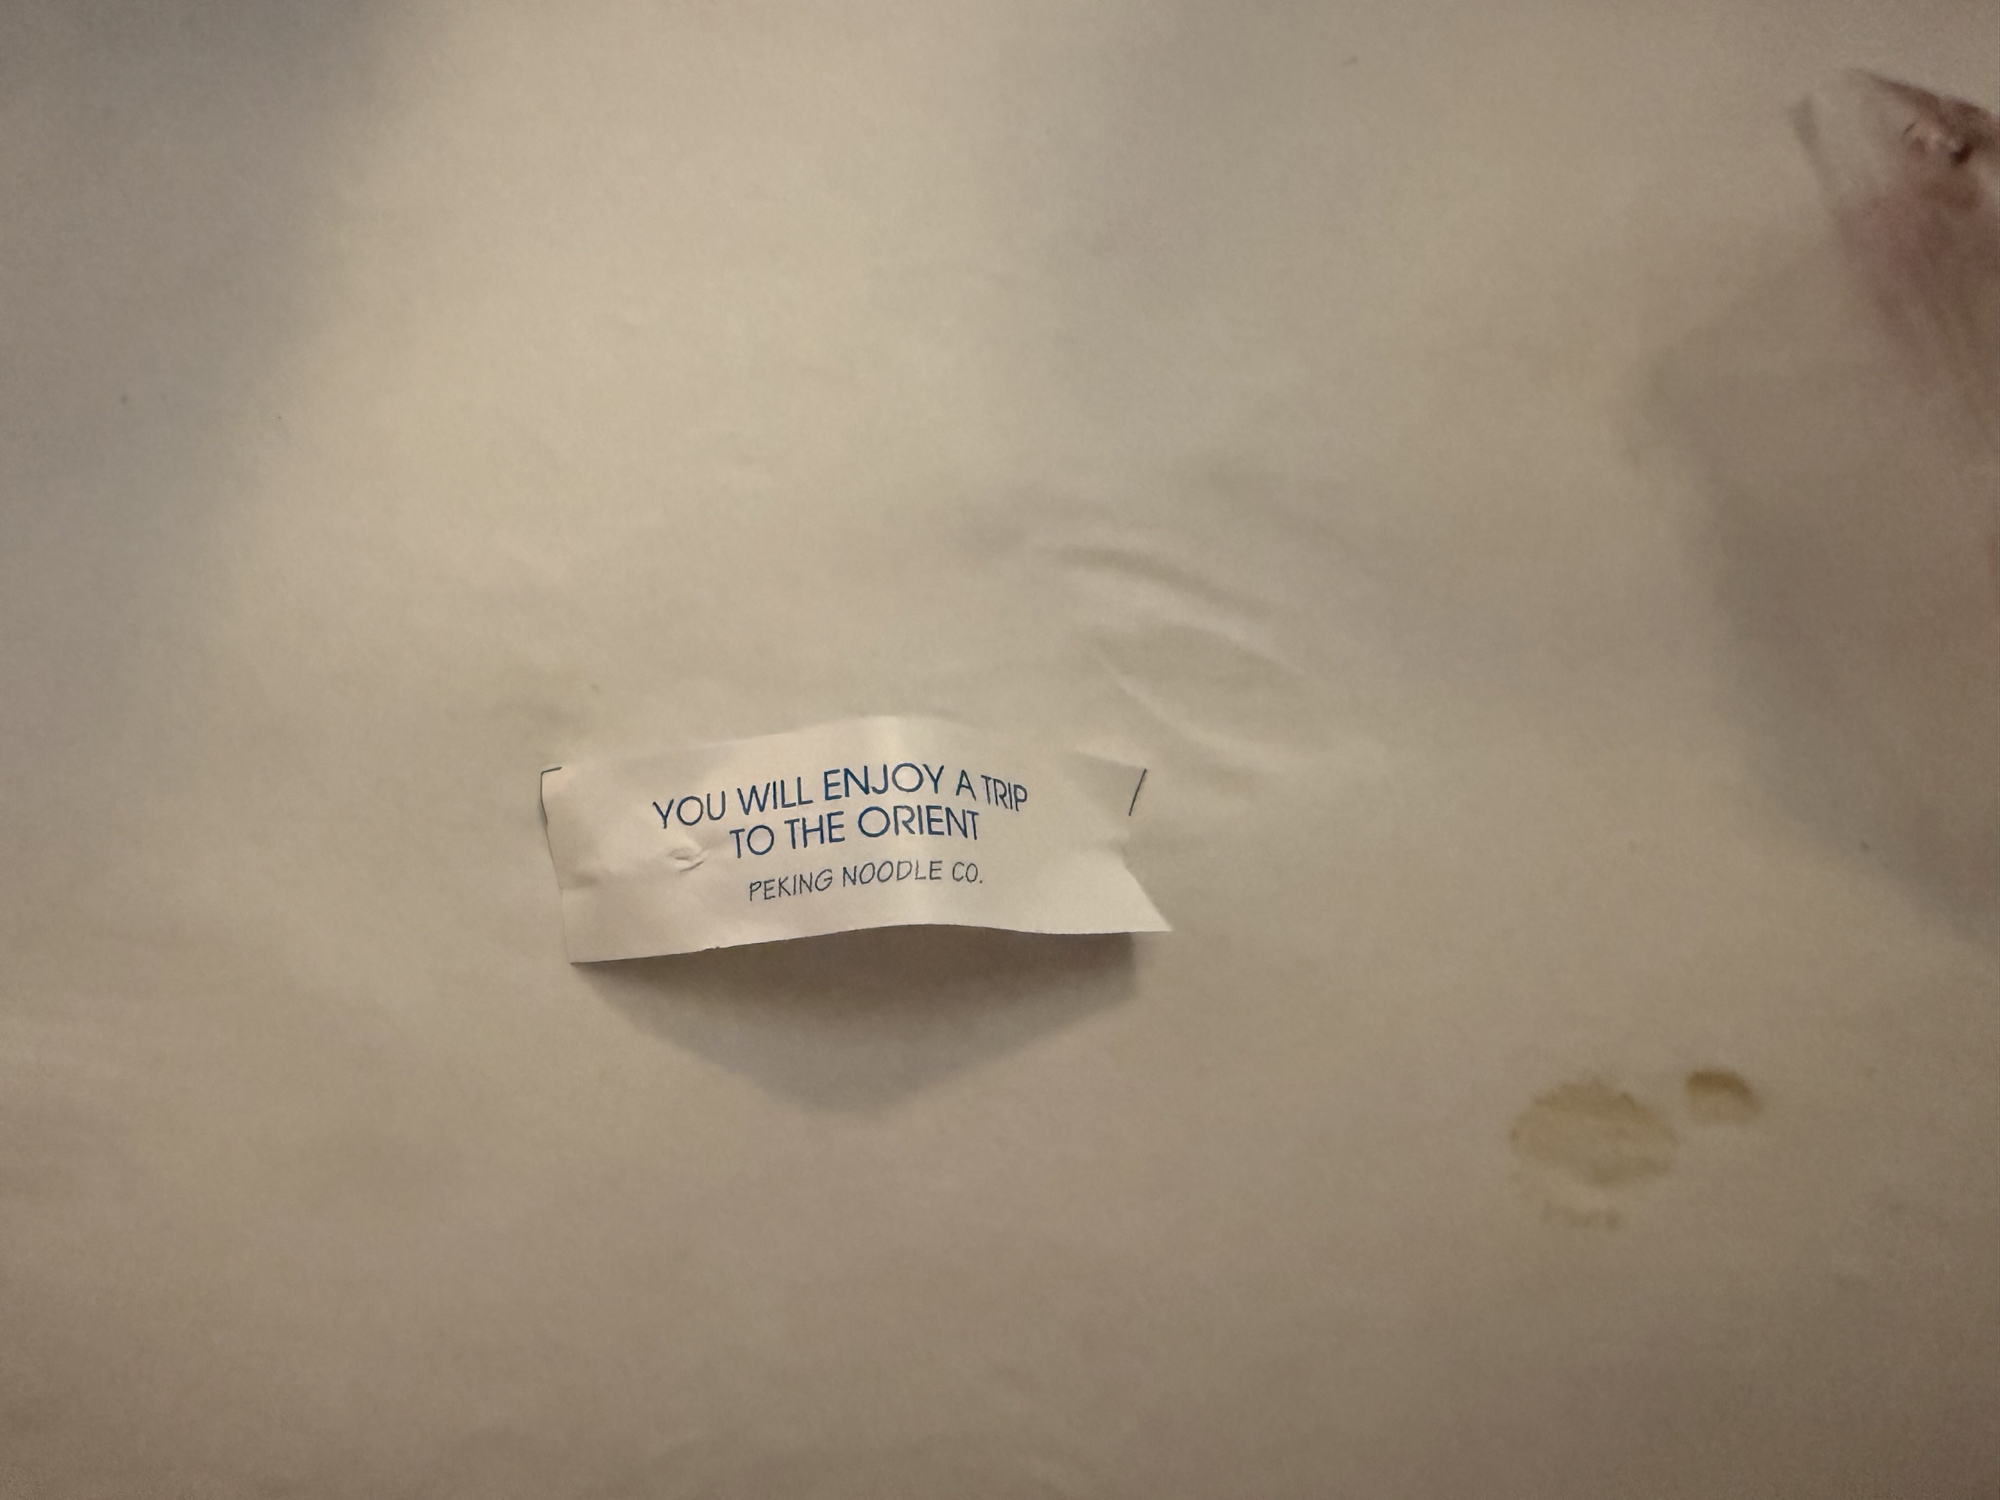 YOU WILL ENJOY A TRIP
TO THE ORIENT
PEKING NOODLE CO.